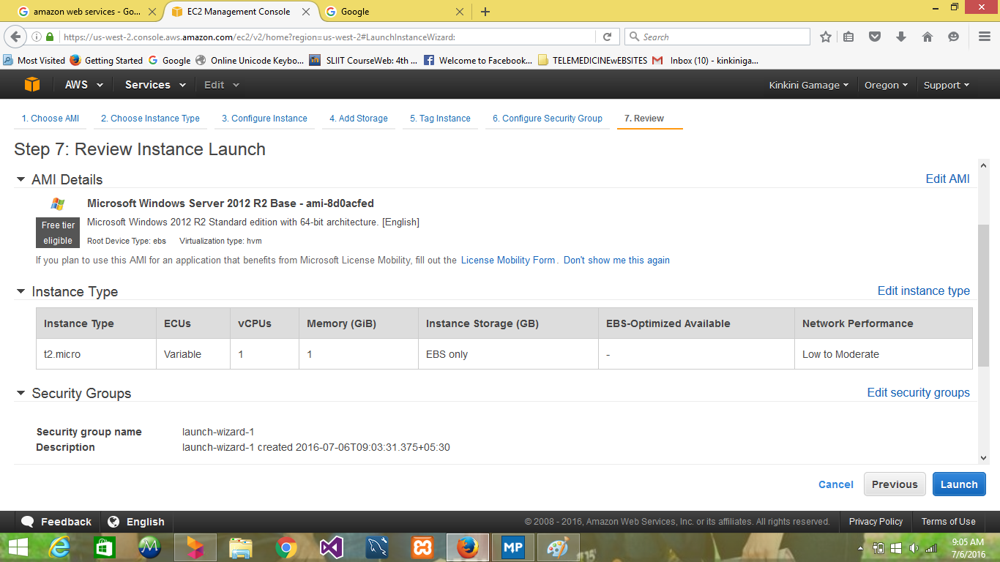 amazon web services - Go...
EC2 Management Console
Google
https://us-west-2.console.aws.amazon.com/ec2/v2/home?region=us-west-2#LaunchInstanceWizard:
Search
Most Visited
Getting Started
Google
Online Unicode Keybo...
SLIIT CourseWeb: 4th ...
Welcome to Facebook...
TELEMEDICINEwEBSITES
Inbox (10) - kinkiniga...
AWS
Services
Edit
Kinkini Gamage
Oregon
Support
1. Choose AMI
2. Choose Instance Type
3. Configure Instance
4. Add Storage
5. Tag Instance
6. Configure Security Group
7. Review
Step 7: Review Instance Launch
AMI Details
Edit AMI
Microsoft Windows Server 2012 R2 Base - ami-8d0acfed
Free tier
eligible
Microsoft Windows 2012 R2 Standard edition with 64-bit architecture. [English]
Root Device Type: ebs
Virtualization type: hvm
If you plan to use this AMI for an application that benefits from Microsoft License Mobility, fill out the License Mobility Form. Don't show me this again
Instance Type
Edit instance type
Instance Type ECUs vCPUs Memory (GiB) Instance Storage (GB) EBS-Optimized Available Network Performance
t2.micro Variable 1 1 EBS only - Low to Moderate
Security Groups
Edit security groups
Security group name launch-wizard-1
Description launch-wizard-1 created 2016-07-06T09:03:31.375+05:30
Cancel
Previous
Launch
Feedback
English
© 2008 - 2016, Amazon Web Services, Inc. or its affiliates. All rights reserved.
Privacy Policy
Terms of Use
MP
9:05 AM
7/6/2016